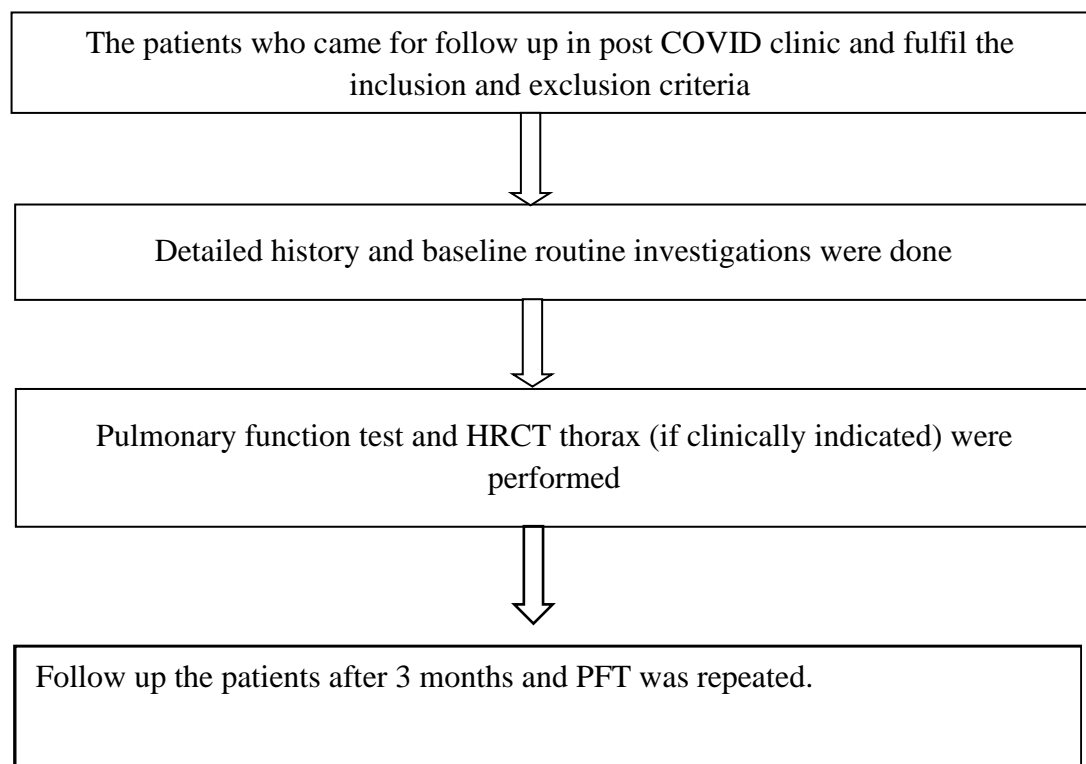 The patients who came for follow up in post COVID clinic and fulfil the
inclusion and exclusion criteria
Detailed history and baseline routine investigations were done
Pulmonary function test and HRCT thorax (if clinically indicated) were
performed
Follow up the patients after 3 months and PFT was repeated.